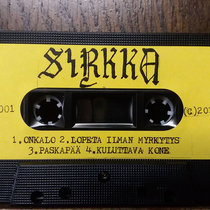 SIRKKA
001
(c)20
1.ONKALO 2.LOPETA ILMAN MYRKYTYS
3.PASKAPÄÄ 4.KULUTTAVA KONE